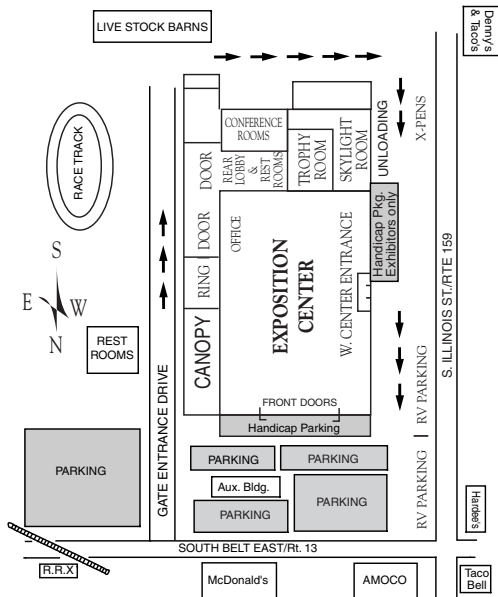 LIVE STOCK BARNS
Denny's
& Taco's
RACE TRACK
CONFERENCE
ROOMS
DOOR
REAR
LOBBY
&
REST
ROOMS
TROPHY
ROOM
SKYLIGHT
ROOM
UNLOADING
X-PENS
Handicap Pkg.
Exhibitors only
S. ILLINOIS ST./RTE 159
DOOR
OFFICE
RING
EXPOSITION
CENTER
W. CENTER ENTRANCE
S
E
W
N
REST
ROOMS
GATE ENTRANCE DRIVE
CANOPY
FRONT DOORS
Handicap Parking
RV PARKING
RV PARKING
PARKING
PARKING
PARKING
Aux. Bldg.
PARKING
PARKING
Hardee's
SOUTH BELT EAST/Rt. 13
R.R.X
McDonald's
AMOCO
Taco
Bell